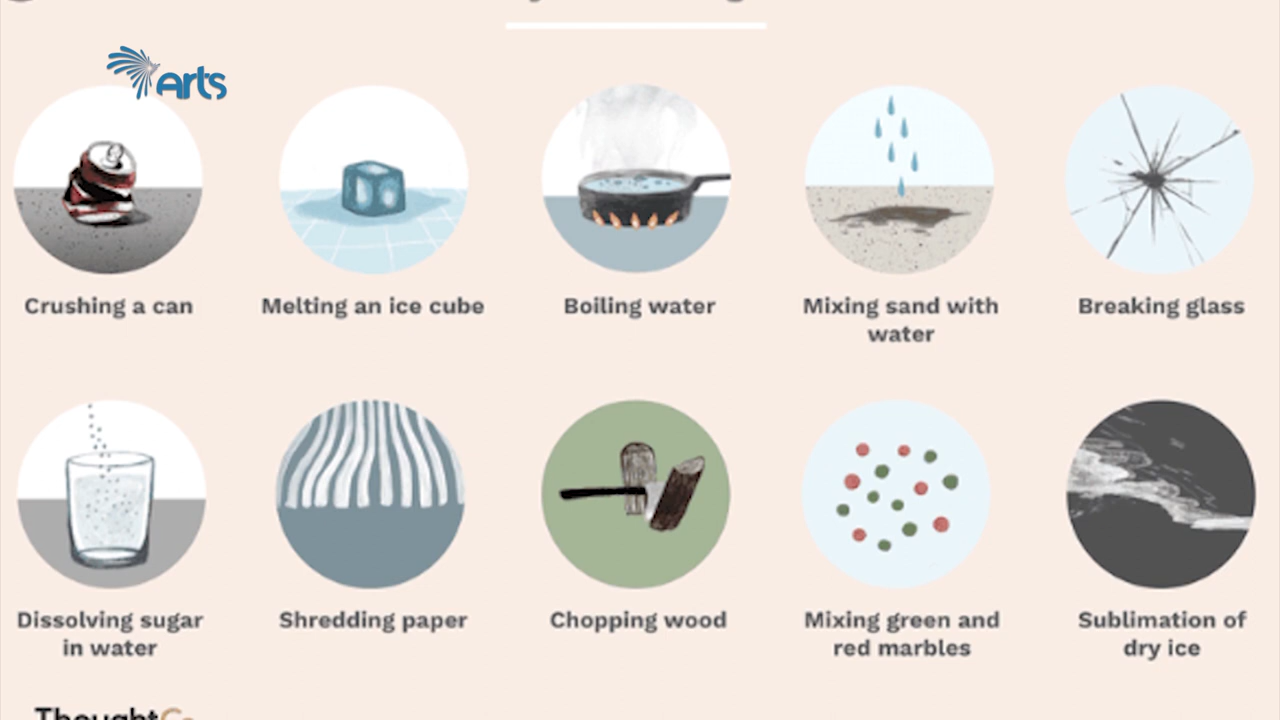 arts
Crushing a can
Melting an ice cube
Boiling water
Mixing sand with
water
Breaking glass
Dissolving sugar
in water
Shredding paper
Chopping wood
Mixing green and
red marbles
Sublimation of
dry ice
ThoughtCo